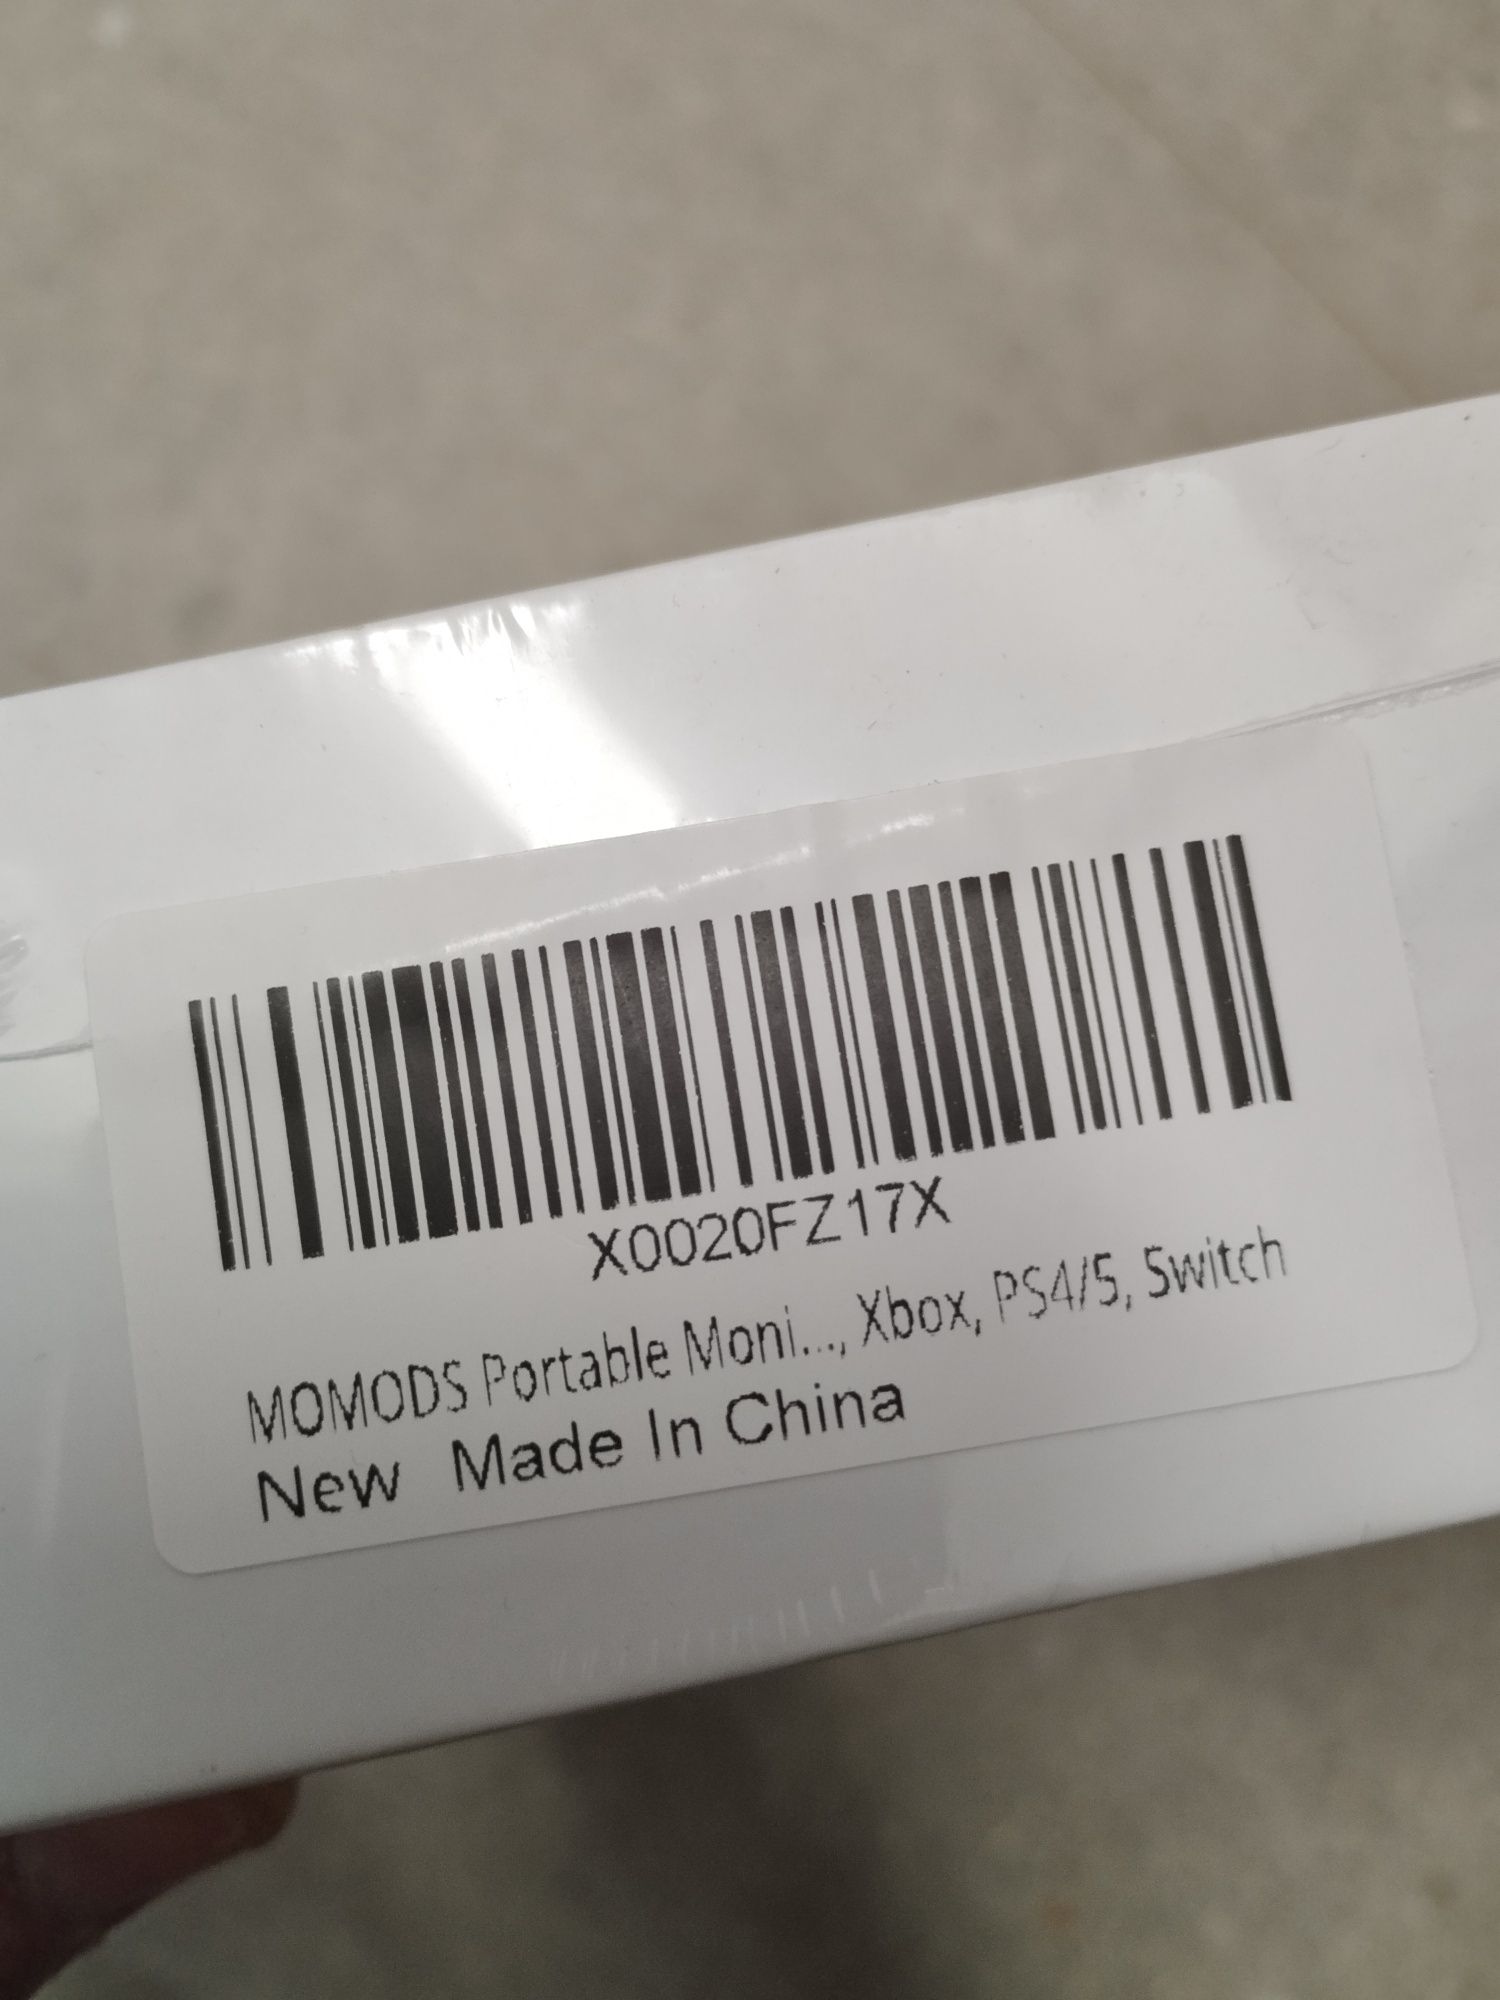 X0020FZ17X
MOMODS Portable Moni..., Xbox, PS4/5, Switch
New Made In China